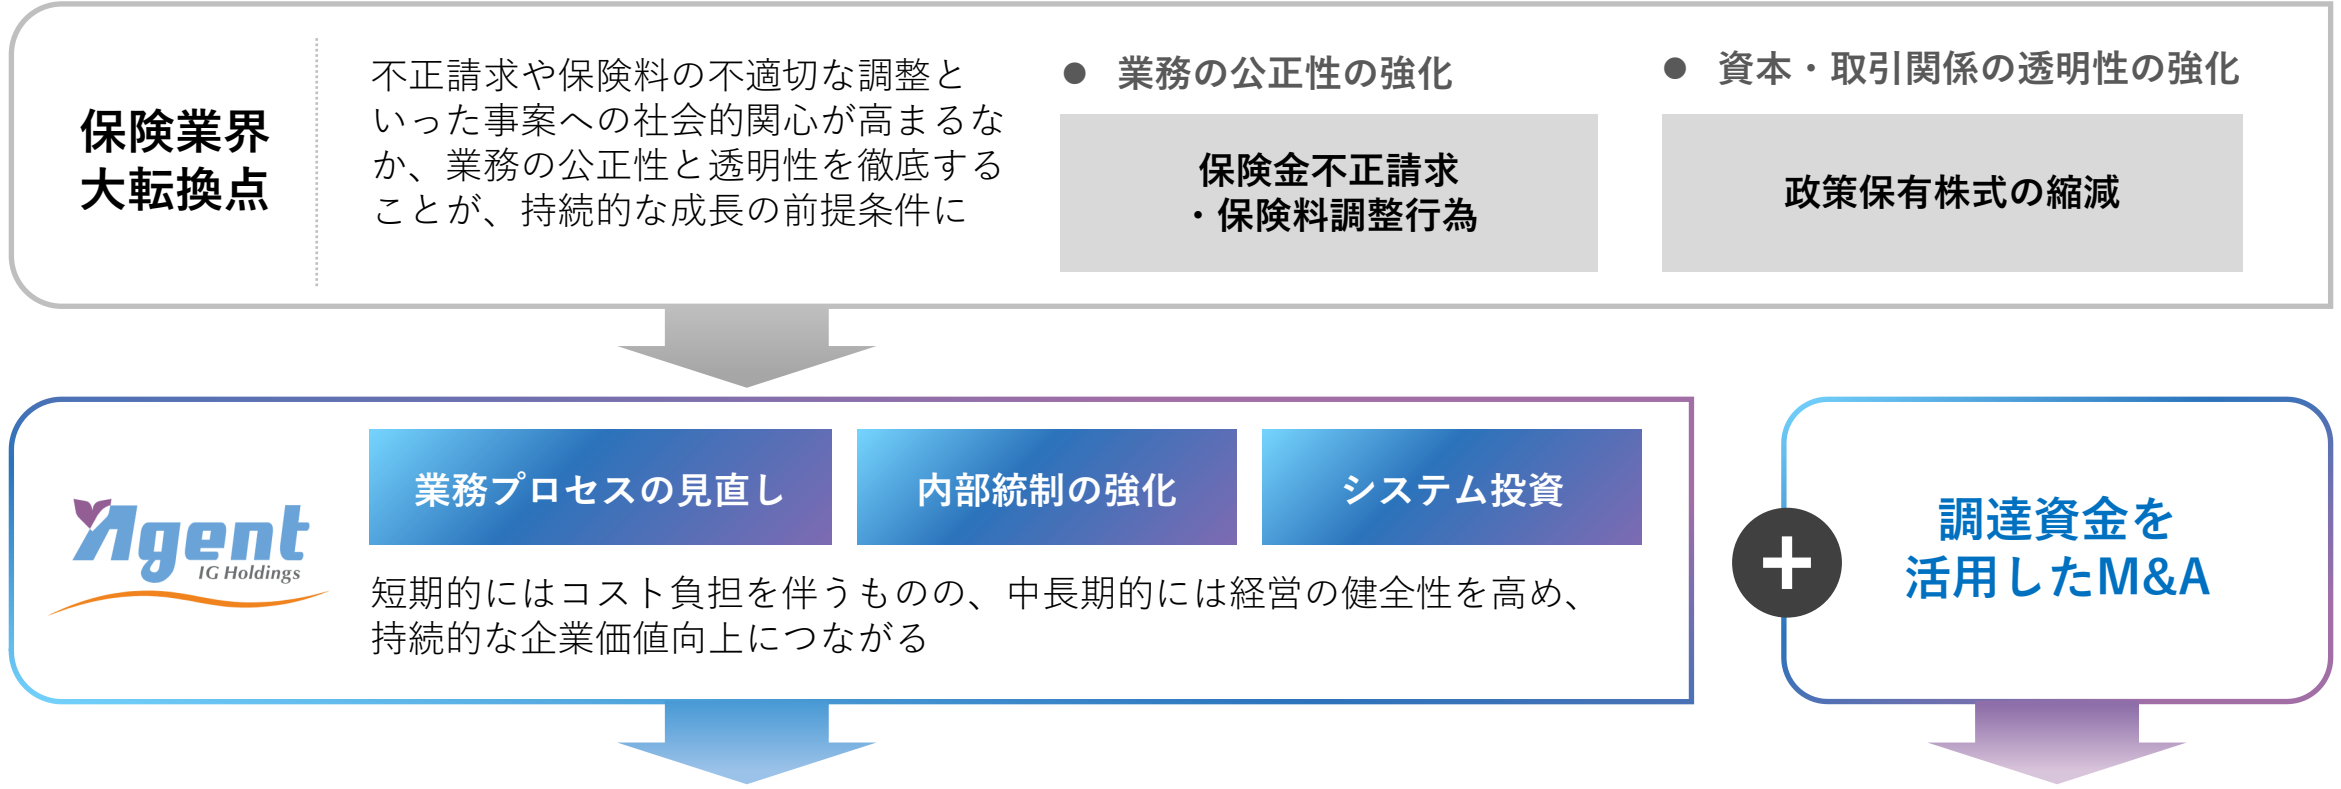 保険業界
大転換点
不正請求や保険料の不適切な調整と
いった事案への社会的関心が高まるな
か、業務の公正性と透明性を徹底する
ことが、持続的な成長の前提条件に
● 業務の公正性の強化
保険金不正請求
・保険料調整行為
● 資本・取引関係の透明性の強化
政策保有株式の縮減
Agent
IG Holdings
業務プロセスの見直し
内部統制の強化
システム投資
短期的にはコスト負担を伴うものの、中長期的には経営の健全性を高め、
持続的な企業価値向上につながる
+
調達資金を
活用したM&A